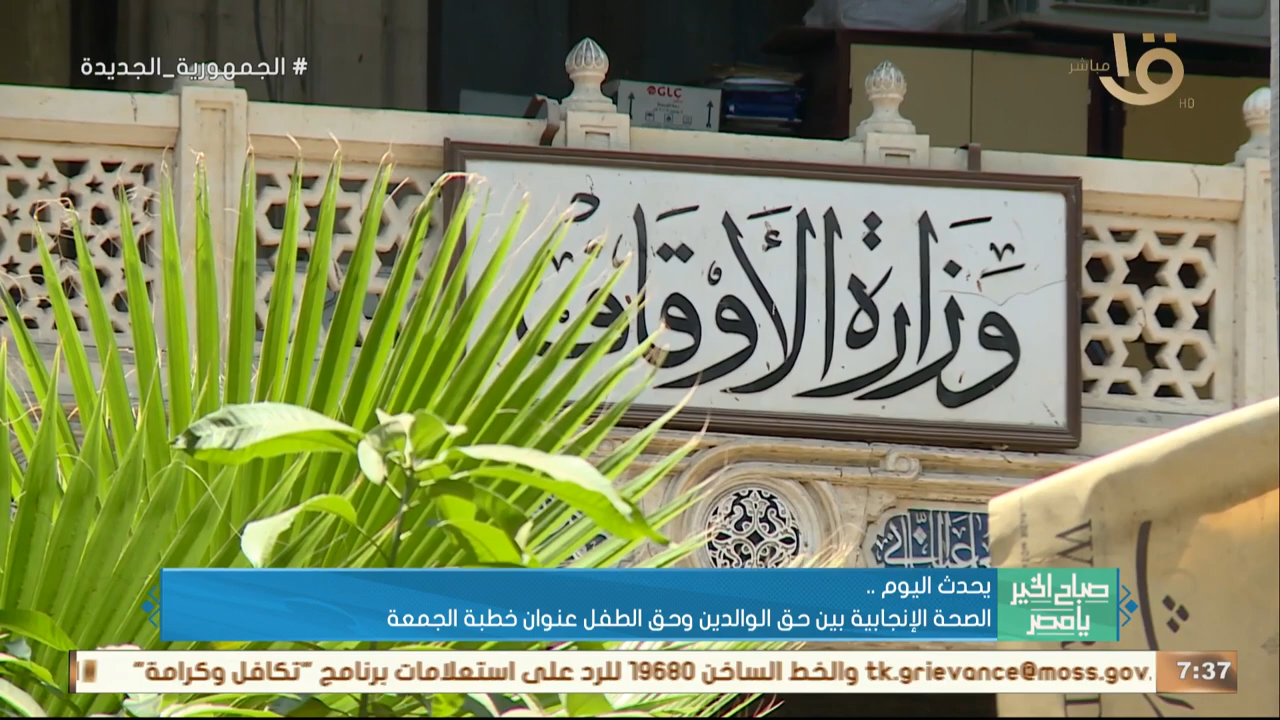 # الجمهورية_الجديدة
مباشر
HD
GLC
وزارة الأوقاف
صباح الخير
يا مصر
يحدث اليوم ..
الصحة الإنجابية بين حق الوالدين وحق الطفل عنوان خطبة الجمعة
7:37
tk.grievance@moss.gov. والخط الساخن 19680 للرد على استعلامات برنامج "تكافل وكرامة"